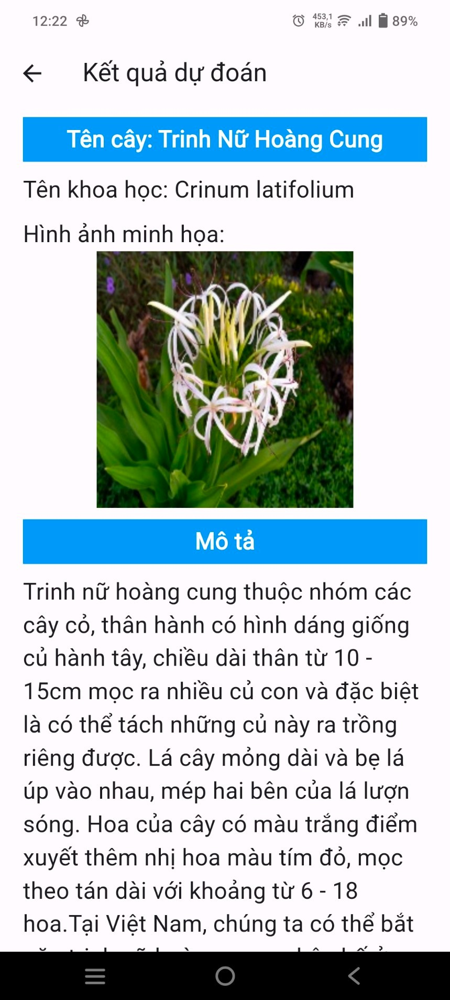 12:22
453,1
KB/s
89%
Kết quả dự đoán
Tên cây: Trinh Nữ Hoàng Cung
Tên khoa học: Crinum latifolium
Hình ảnh minh họa:
Mô tả
Trinh nữ hoàng cung thuộc nhóm các
cây cỏ, thân hành có hình dáng giống
củ hành tây, chiều dài thân từ 10 -
15cm mọc ra nhiều củ con và đặc biệt
là có thể tách những củ này ra trồng
riêng được. Lá cây mỏng dài và bẹ lá
úp vào nhau, mép hai bên của lá lượn
sóng. Hoa của cây có màu trắng điểm
xuyết thêm nhị hoa màu tím đỏ, mọc
theo tán dài với khoảng từ 6 - 18
hoa.Tại Việt Nam, chúng ta có thể bắt